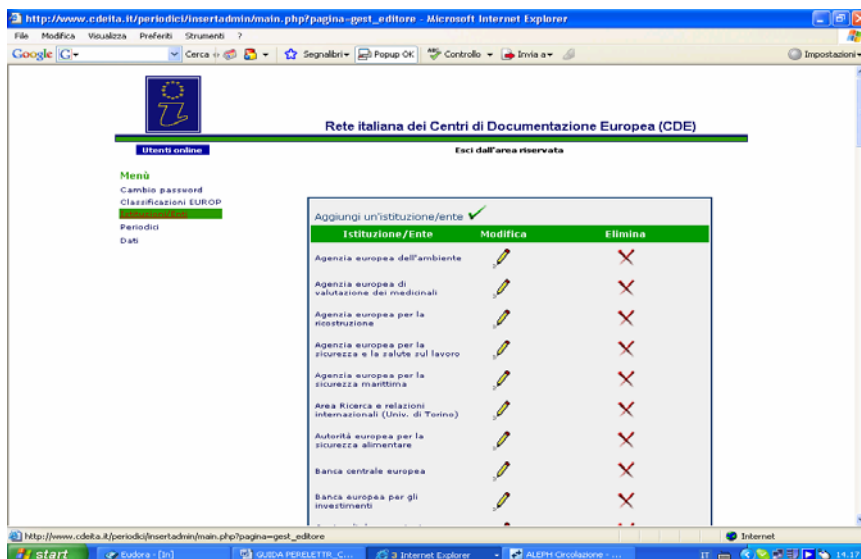 http://www.cdeita.it/periodici/insertadmin/main.php?pagina=gest_editore - Microsoft Internet Explorer
File Modifica Visualizza Preferiti Strumenti ?
Google G Cerca Segnalibri Popup OK Controllo Invia a Impostazioni
Rete italiana dei Centri di Documentazione Europea (CDE)
Utenti online Esci dall'area riservata
Menù
Cambio password
Classificazioni EUROP
Istituzioni/Enti
Periodici
Dati
Aggiungi un'istituzione/ente
Istituzione/Ente Modifica Elimina
Agenzia europea dell'ambiente
Agenzia europea di
valutazione dei medicinali
Agenzia europea per la
ricostruzione
Agenzia europea per la
sicurezza e la salute sul lavoro
Agenzia europea per la
sicurezza marittima
Area Ricerca e relazioni
internazionali (Univ. di Torino)
Autorità europea per la
sicurezza alimentare
Banca centrale europea
Banca europea per gli
investimenti
http://www.cdeita.it/periodici/insertadmin/main.php?pagina=gest_editore Internet
start Eudora - [In] GUIDA PERELETTR_C... 3 Internet Explorer ALEPH Circolazione - ... IT 14.17